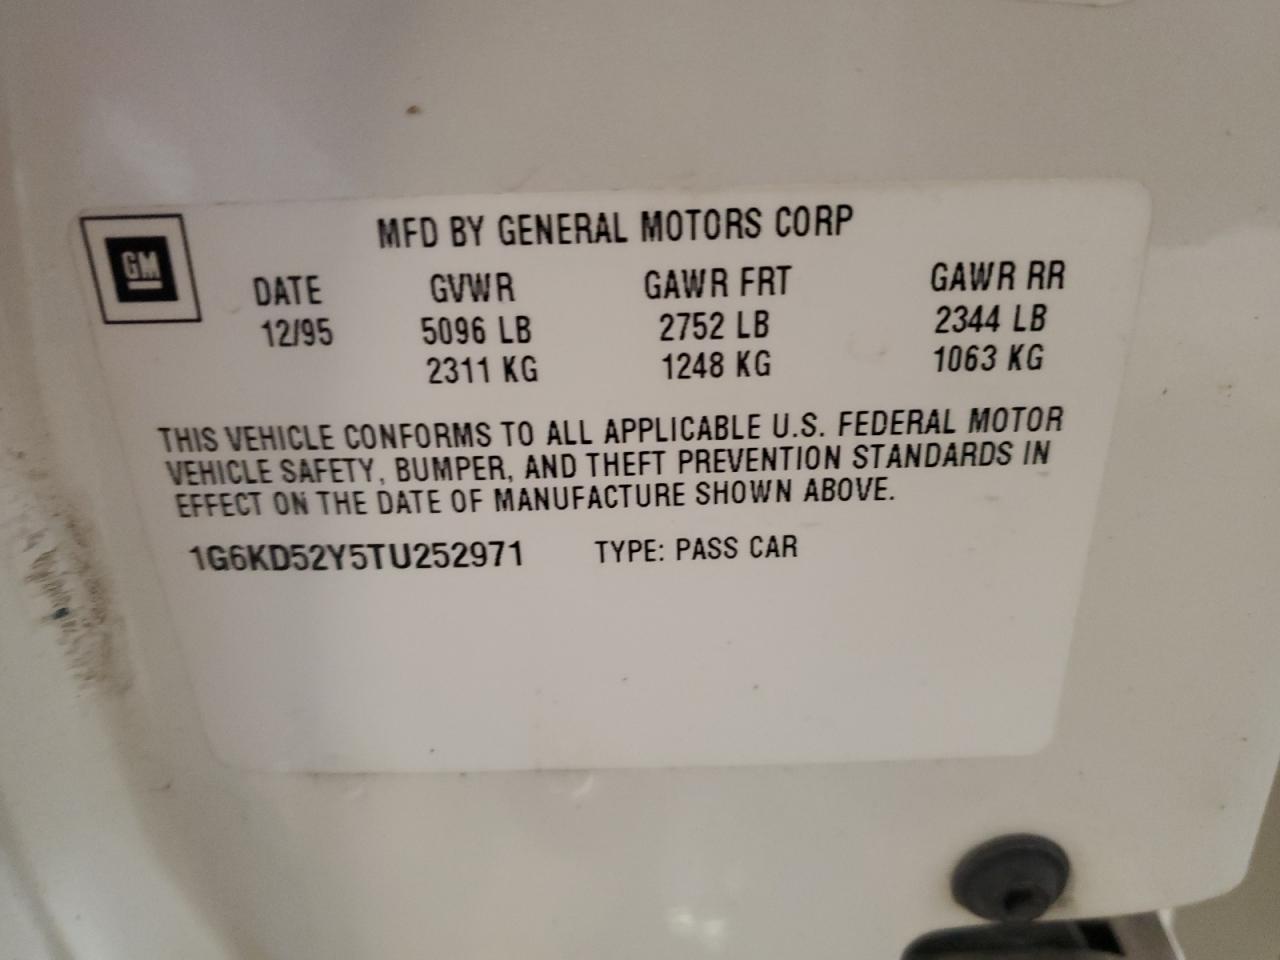 MFD BY GENERAL MOTORS CORP
GM
DATE GVWR GAWR FRT GAWR RR
12/95 5096 LB 2752 LB 2344 LB
2311 KG 1248 KG 1063 KG
THIS VEHICLE CONFORMS TO ALL APPLICABLE U.S. FEDERAL MOTOR
VEHICLE SAFETY, BUMPER, AND THEFT PREVENTION STANDARDS IN
EFFECT ON THE DATE OF MANUFACTURE SHOWN ABOVE.
1G6KD52Y5TU252971 TYPE: PASS CAR